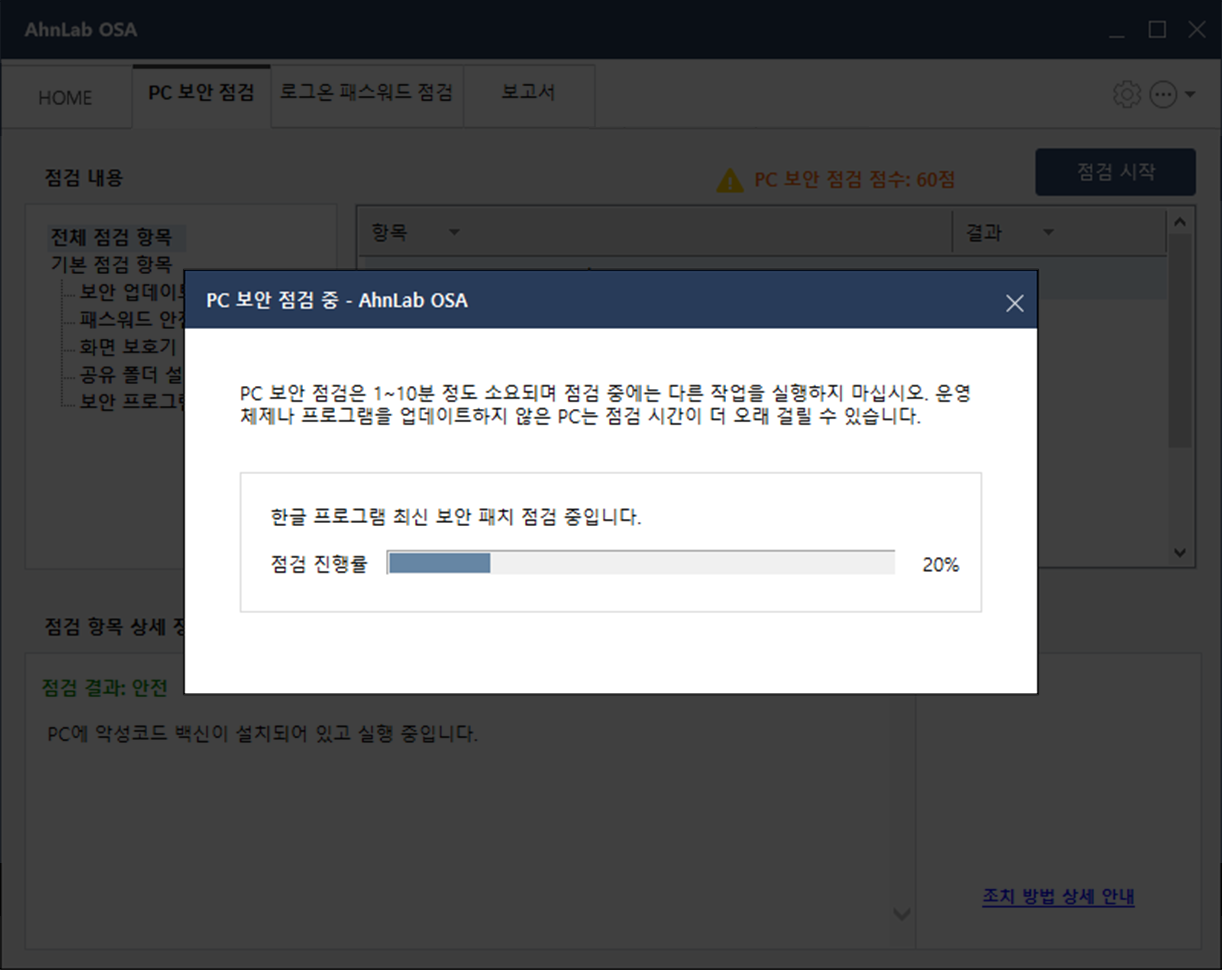 AhnLab OSA
HOME
PC 보안 점검
로그온 패스워드 점검
보고서
점검 내용
PC 보안 점검 점수: 60점
점검 시작
전체 점검 항목
기본 점검 항목
보안 업데이트
패스워드
화면 보호기
공유 폴더
보안
항목
결과
PC 보안 점검 중 - AhnLab OSA
PC 보안 점검은 1~10분 정도 소요되며 점검 중에는 다른 작업을 실행하지 마십시오. 운영
체제나 프로그램을 업데이트하지 않은 PC는 점검 시간이 더 오래 걸릴 수 있습니다.
한글 프로그램 최신 보안 패치 점검 중입니다.
점검 진행률
20%
점검 항목 상세
점검 결과: 안전
PC에 악성코드 백신이 설치되어 있고 실행 중입니다.
조치 방법 상세 안내